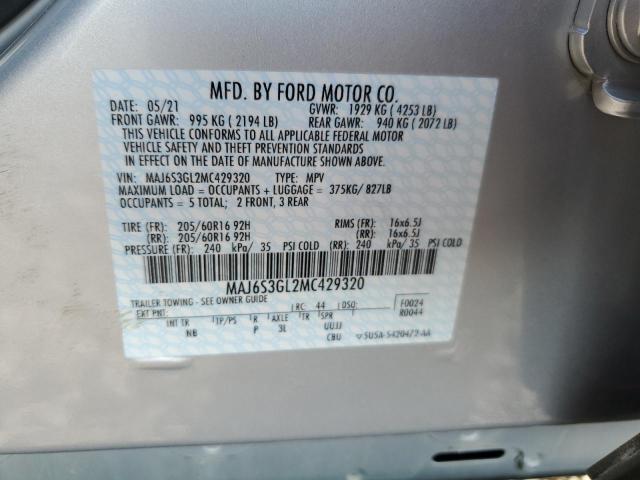 MFD. BY FORD MOTOR CO.
DATE: 05/21 GVWR: 1929 KG ( 4253 LB)
FRONT GAWR: 995 KG ( 2194 LB) REAR GAWR: 940 KG ( 2072 LB)
THIS VEHICLE CONFORMS TO ALL APPLICABLE FEDERAL MOTOR
VEHICLE SAFETY AND THEFT PREVENTION STANDARDS
IN EFFECT ON THE DATE OF MANUFACTURE SHOWN ABOVE.
VIN: MAJ6S3GL2MC429320 TYPE: MPV
MAXIMUM LOAD = OCCUPANTS + LUGGAGE = 375KG/ 827LB
OCCUPANTS = 5 TOTAL; 2 FRONT, 3 REAR
TIRE (FR): 205/60R16 92H RIMS (FR): 16x6.5J
(RR): 205/60R16 92H (RR): 16x6.5J
PRESSURE (FR): 240 kPa/ 35 PSI COLD (RR): 240 kPa/ 35 PSI COLD
MAJ6S3GL2MC429320
TRAILER TOWING - SEE OWNER GUIDE RC: 44 DSO: F0024
EXT PNT: R0044
INT TR TP/PS R AXLE TR SPR UUJJ
NB P 3L CBU